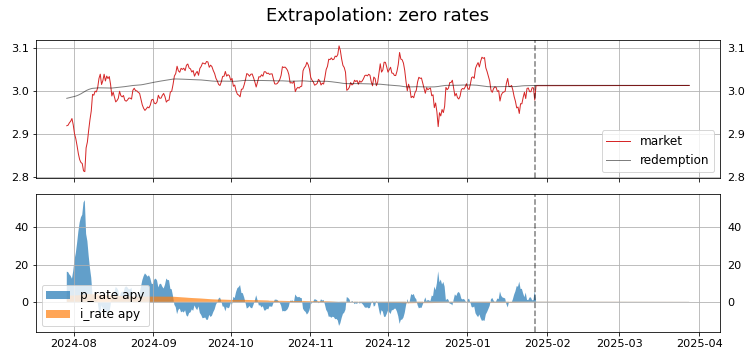 Extrapolation: zero rates
3.1
3.1
3.0
3.0
2.9
2.9
2.8
2.8
market
redemption
40
40
20
20
0
0
p_rate apy
i_rate apy
2024-08 2024-09 2024-10 2024-11 2024-12 2025-01 2025-02 2025-03 2025-04